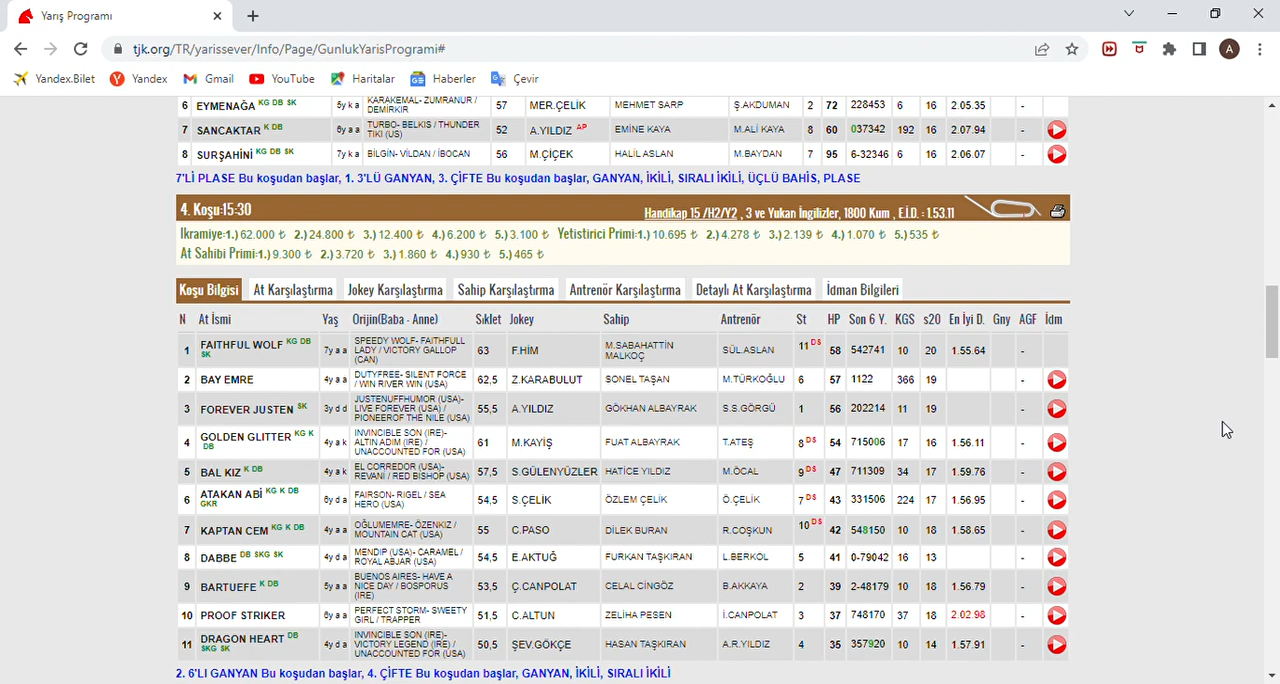 Yarış Programı
tjk.org/TR/yarissever/Info/Page/GunlukYarisProgrami#
A
Yandex.Bilet Yandex Gmail YouTube Haritalar Haberler Çevir
6 EYMENAĞA KG DB SK 6y k a KARAKEMAL- ZÜMRANUR / DEMİRKIR 57 MER.ÇELİK MEHMET SARP Ş.AKDUMAN 2 72 228453 6 16 2.05.35 -
7 SANCAKTAR K DB 6y a a TURBO- BELKIS / THUNDER TIKI (US) 52 A.YILDIZ AP EMİNE KAYA M.ALİ KAYA 8 60 037342 192 16 2.07.94 -
8 SURŞAHİNİ KG DB SK 7y k a BİLGİN- VİLDAN / İBOCAN 56 M.ÇİÇEK HALİL ASLAN M.BAYDAN 7 95 6-32346 6 16 2.06.07 -
7'Lİ PLASE Bu koşudan başlar, 1. 3'LÜ GANYAN, 3. ÇİFTE Bu koşudan başlar, GANYAN, İKİLİ, SIRALI İKİLİ, ÜÇLÜ BAHİS, PLASE
4. Koşu:15:30 Handikap 15 /H2/Y2 , 3 ve Yukarı İngilizler, 1800 Kum , E.İ.D. : 1.53.11
Ikramiye:1.) 62.000 ₺ 2.) 24.800 ₺ 3.) 12.400 ₺ 4.) 6.200 ₺ 5.) 3.100 ₺ Yetistirici Primi:1.) 10.695 ₺ 2.) 4.278 ₺ 3.) 2.139 ₺ 4.) 1.070 ₺ 5.) 535 ₺
At Sahibi Primi:1.) 9.300 ₺ 2.) 3.720 ₺ 3.) 1.860 ₺ 4.) 930 ₺ 5.) 465 ₺
Koşu Bilgisi At Karşılaştırma Jokey Karşılaştırma Sahip Karşılaştırma Antrenör Karşılaştırma Detaylı At Karşılaştırma İdman Bilgileri
N At İsmi Yaş Orijin(Baba - Anne) Sıklet Jokey Sahip Antrenör St HP Son 6 Y. KGS s20 En İyi D. Gny AGF İdm
1 FAITHFUL WOLF KG DB SK 7y a a SPEEDY WOLF- FAITHFULL LADY / VICTORY GALLOP (CAN) 63 F.HİM M.SABAHATTİN MALKOÇ SÜL.ASLAN 11 DS 58 542741 10 20 1.55.64 -
2 BAY EMRE 4y a a DUTYFREE- SILENT FORCE / WIN RIVER WIN (USA) 62,5 Z.KARABULUT SONEL TAŞAN M.TÜRKOĞLU 6 57 1122 366 19 -
3 FOREVER JUSTEN SK 3y d d JUSTENUFFHUMOR (USA)- LIVE FOREVER (USA) / PIONEEROF THE NILE (USA) 55,5 A.YILDIZ GÖKHAN ALBAYRAK S.S.GÖRGÜ 1 56 202214 11 19 -
4 GOLDEN GLITTER KG K DB 4y a k INVINCIBLE SON (IRE)- ALTIN ADIM (IRE) / UNACCOUNTED FOR (USA) 61 M.KAYİŞ FUAT ALBAYRAK T.ATEŞ 8 DS 54 715006 17 16 1.56.11 -
5 BAL KIZ K DB 4y a k EL CORREDOR (USA)- REVANİ / RED BISHOP (USA) 57,5 S.GÜLENYÜZLER HATİCE YILDIZ M.ÖCAL 9 DS 47 711309 34 17 1.59.76 -
6 ATAKAN ABİ KG K DB GKR 6y d a FAIRSON- RIGEL / SEA HERO (USA) 54,5 S.ÇELİK ÖZLEM ÇELİK Ö.ÇELİK 7 DS 43 331506 224 17 1.56.95 -
7 KAPTAN CEM KG K DB 4y a a OĞLUMEMRE- ÖZENKIZ / MOUNTAIN CAT (USA) 55 C.PASO DİLEK BURAN R.COŞKUN 10 DS 42 548150 10 18 1.58.65 -
8 DABBE DB SKG SK 4y d a MENDIP (USA)- CARAMEL / ROYAL ABJAR (USA) 54,5 E.AKTUĞ FURKAN TAŞKIRAN L.BERKOL 5 41 0-79042 16 13 -
9 BARTUEFE K DB 5y a a BUENOS AIRES- HAVE A NICE DAY / BOSPORUS (IRE) 53,5 Ç.CANPOLAT CELAL CİNGÖZ B.AKKAYA 2 39 2-48179 10 18 1.56.79 -
10 PROOF STRIKER 6y a a PERFECT STORM- SWEETY GIRL / TRAPPER 51,5 C.ALTUN ZELİHA PESEN İ.CANPOLAT 3 37 748170 37 18 2.02.98 -
11 DRAGON HEART DB SKG SK 4y d a INVINCIBLE SON (IRE)- VICTORY LEGEND (IRE) / UNACCOUNTED FOR (USA) 50,5 ŞEV.GÖKÇE HASAN TAŞKIRAN A.R.YILDIZ 4 35 357920 10 14 1.57.91 -
2. 6'LI GANYAN Bu koşudan başlar, 4. ÇİFTE Bu koşudan başlar, GANYAN, İKİLİ, SIRALI İKİLİ